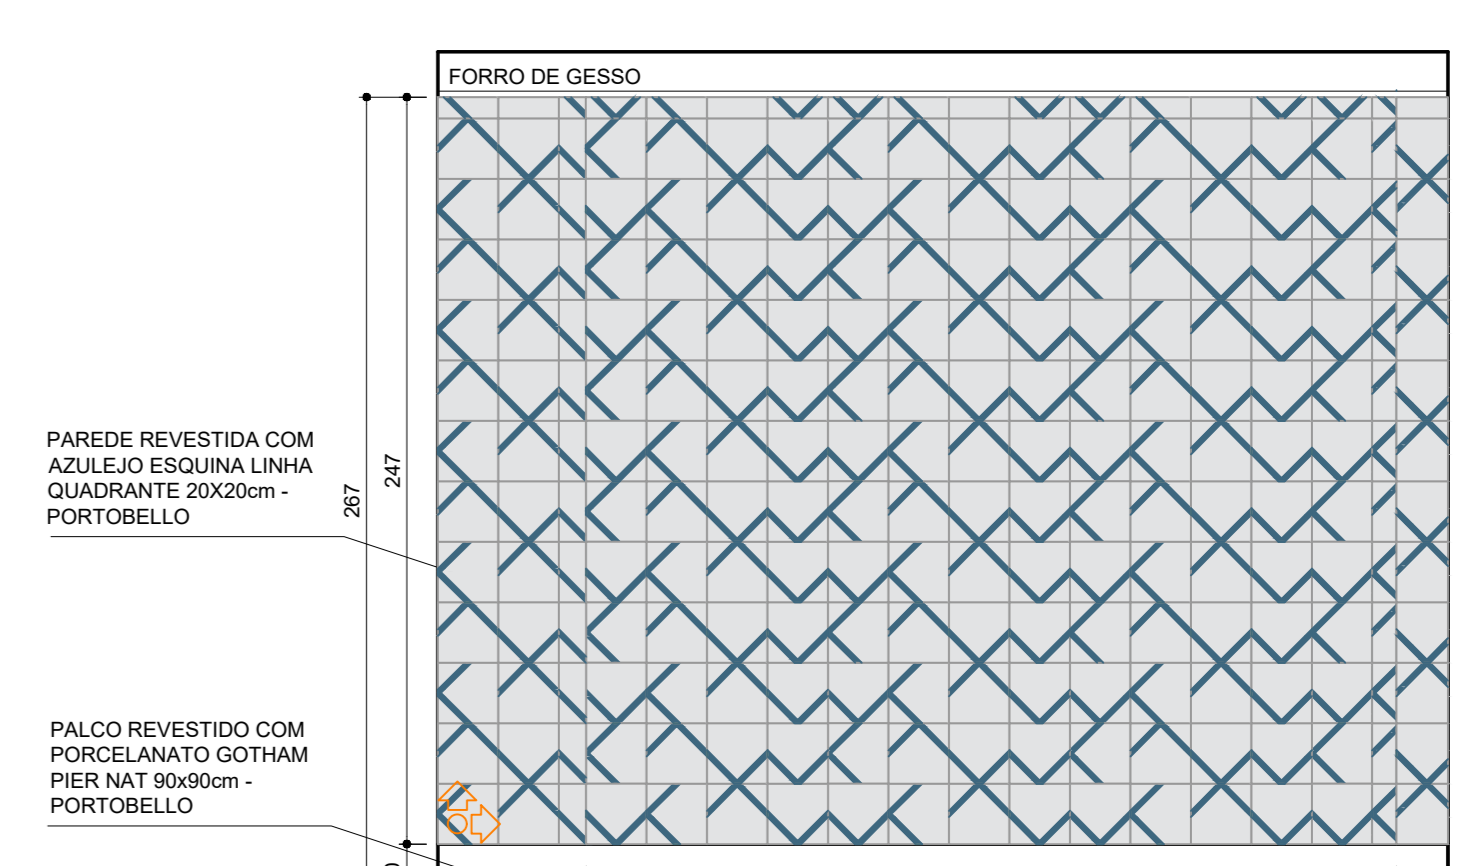 FORRO DE GESSO
PAREDE REVESTIDA COM
AZULEJO ESQUINA LINHA
QUADRANTE 20X20cm -
PORTOBELLO
267
247
PALCO REVESTIDO COM
PORCELANATO GOTHAM
PIER NAT 90x90cm -
PORTOBELLO